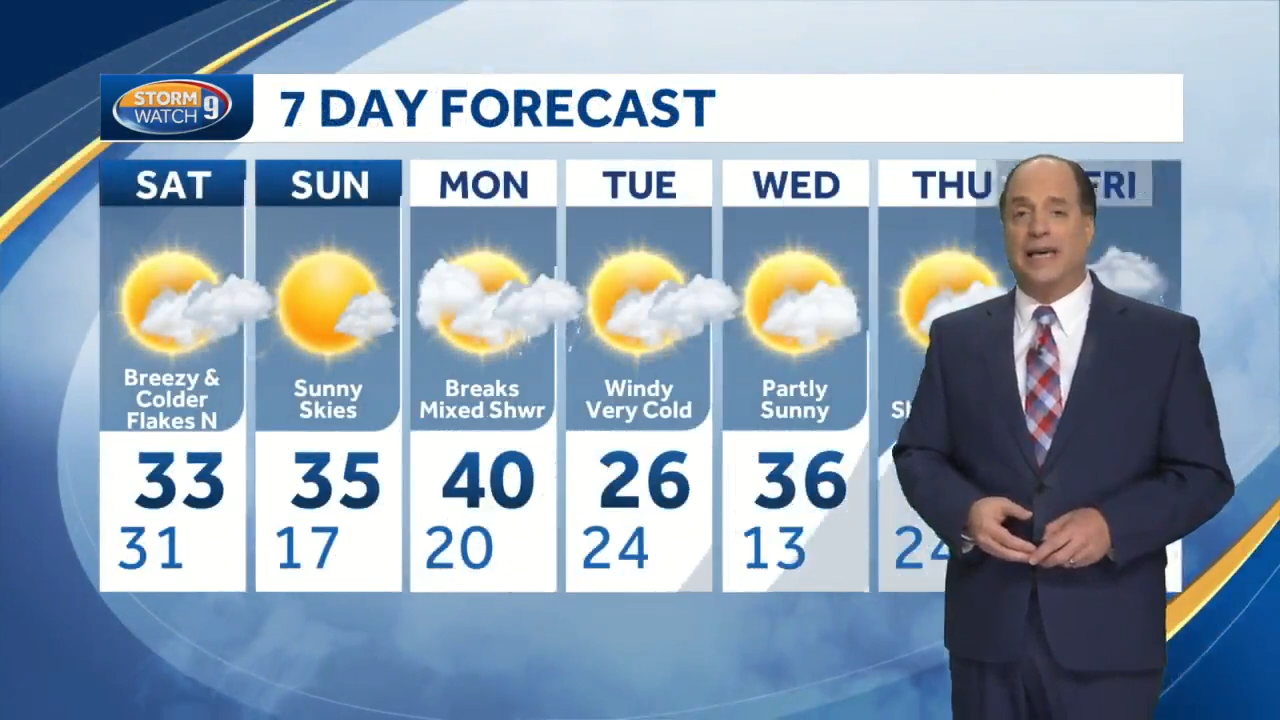 STORM
WATCH 9
7 DAY FORECAST
SAT SUN MON TUE WED THU FRI
Breezy &
Colder
Flakes N
Sunny
Skies
Breaks
Mixed Shwr
Windy
Very Cold
Partly
Sunny
33 35 40 26 36
31 17 20 24 13 24